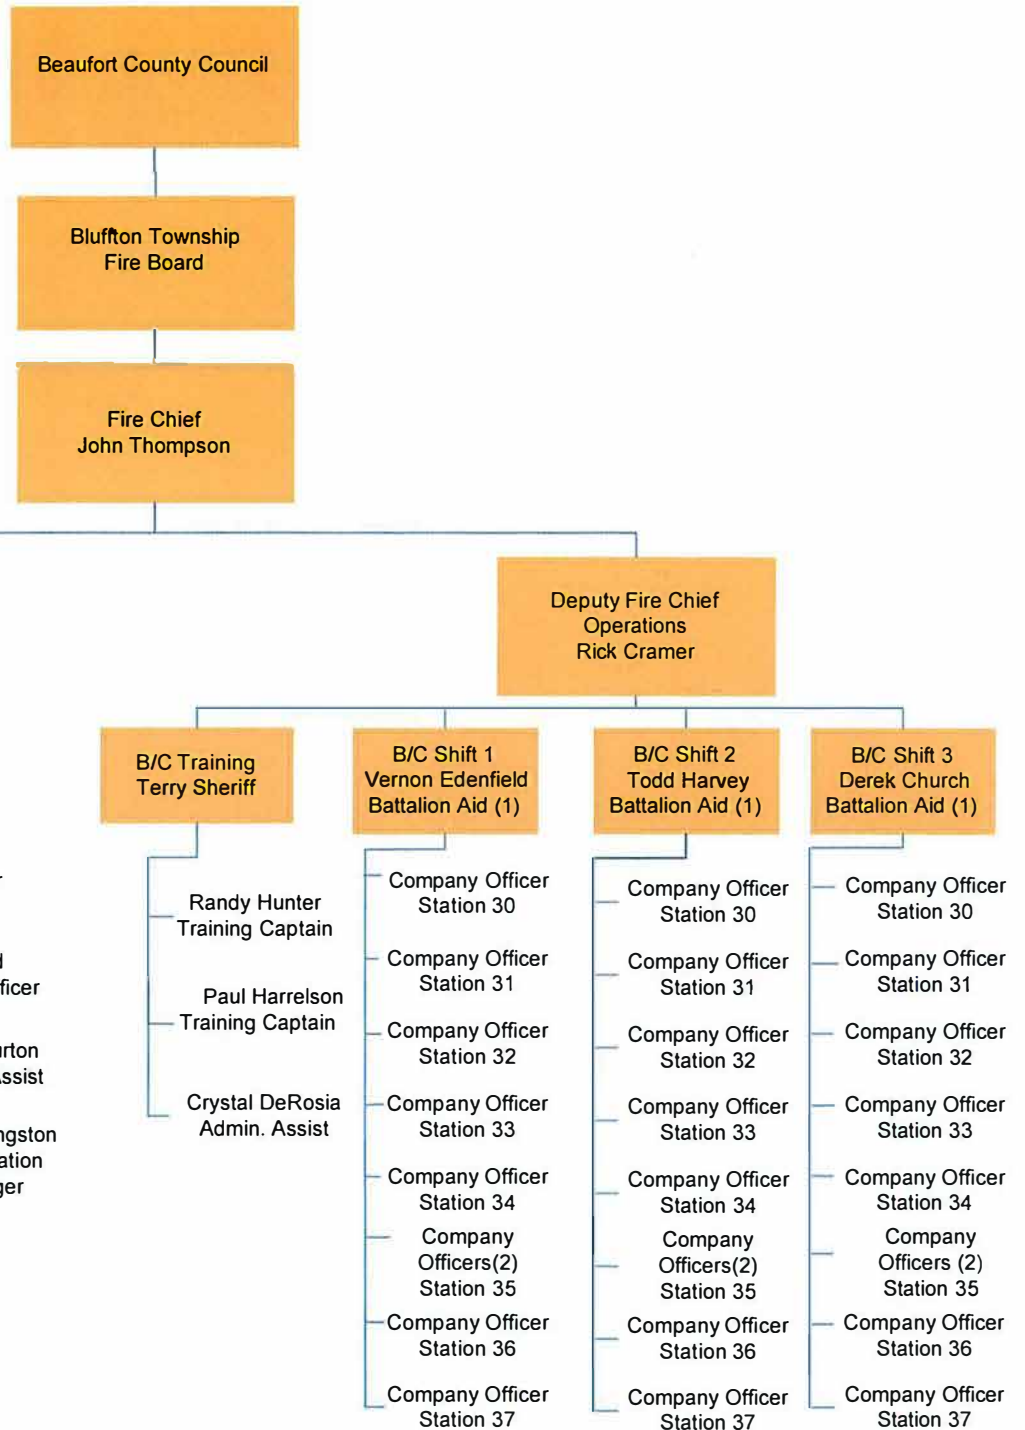 Beaufort County Council
Bluffton Township
Fire Board
Fire Chief
John Thompson
Deputy Fire Chief
Operations
Rick Cramer
B/C Training
Terry Sheriff
B/C Shift 1
Vernon Edenfield
Battalion Aid (1)
B/C Shift 2
Todd Harvey
Battalion Aid (1)
B/C Shift 3
Derek Church
Battalion Aid (1)
Assist
Randy Hunter
Training Captain
Paul Harrelson
Training Captain
Crystal DeRosia
Admin. Assist
Company Officer
Station 30
Company Officer
Station 31
Company Officer
Station 32
Company Officer
Station 33
Company Officer
Station 34
Company
Officers(2)
Station 35
Company Officer
Station 36
Company Officer
Station 37
Company Officer
Station 30
Company Officer
Station 31
Company Officer
Station 32
Company Officer
Station 33
Company Officer
Station 34
Company
Officers(2)
Station 35
Company Officer
Station 36
Company Officer
Station 37
Company Officer
Station 30
Company Officer
Station 31
Company Officer
Station 32
Company Officer
Station 33
Company Officer
Station 34
Company
Officers (2)
Station 35
Company Officer
Station 36
Company Officer
Station 37